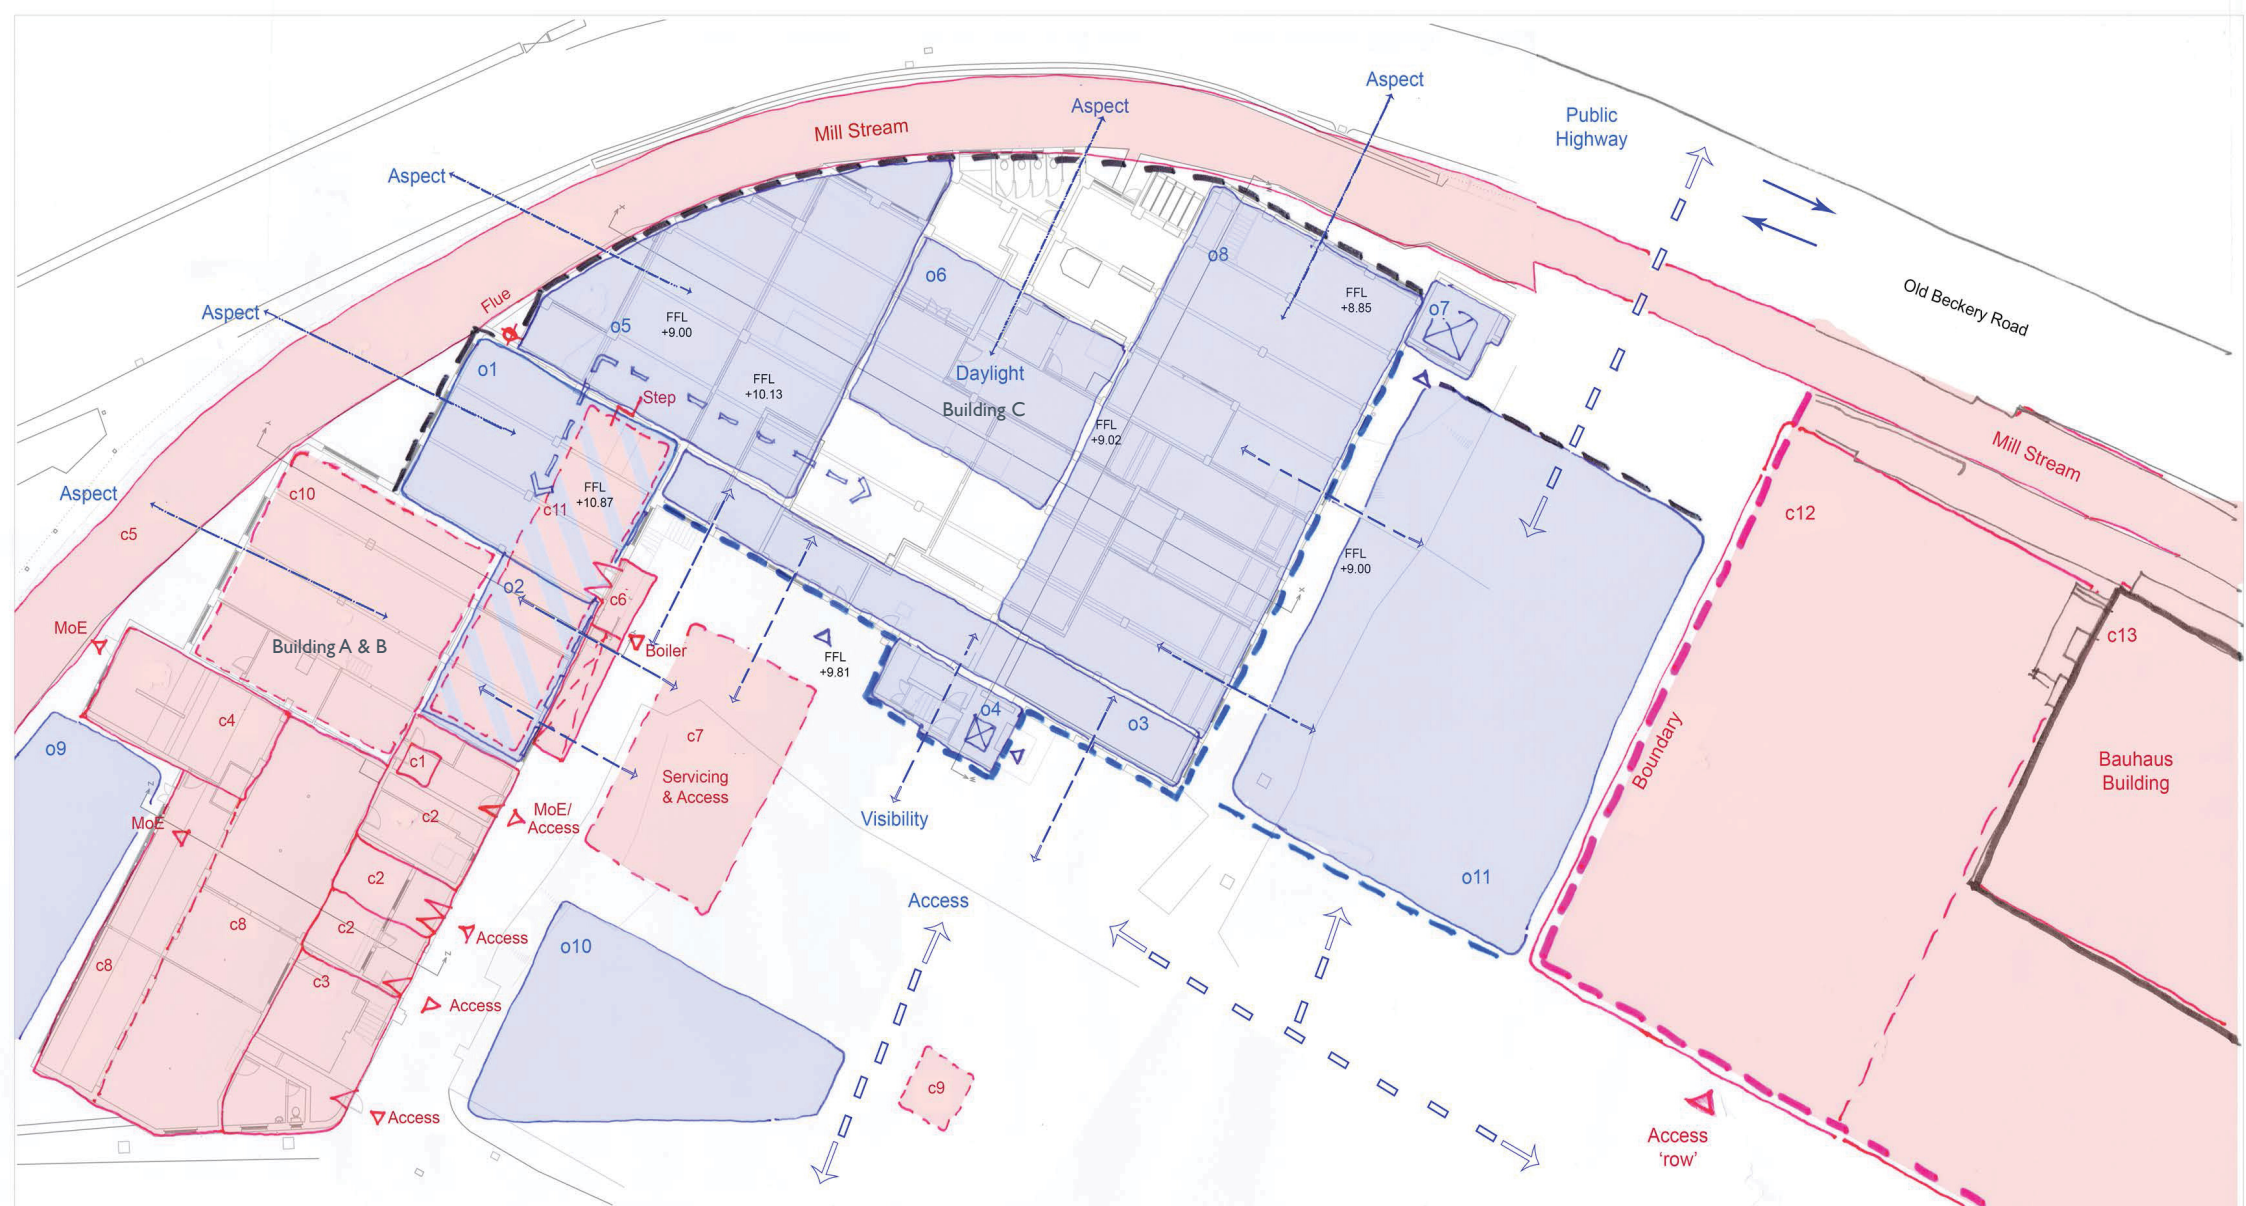 Aspect
Aspect
Public
Highway
Mill Stream
Aspect
Aspect
Aspect
Old Beckery Road
Flue
o8
o6
FFL
+8.85
o7
FFL
+9.00
o5
o1
Daylight
FFL
+10.13
Step
Building C
FFL
+9.02
Mill Stream
c10
FFL
+10.87
c11
c12
c5
FFL
+9.00
o2
c6
MoE
Building A & B
Boiler
FFL
+9.81
c13
c4
o4
o3
c7
o9
c1
Servicing
& Access
Boundary
Bauhaus
Building
MoE
c2
MoE/
Access
Visibility
c2
o11
Access
c8
c2
Access
o10
c8
c3
Access
c9
Access
Access
'row'
X
X
Y
Z
Z